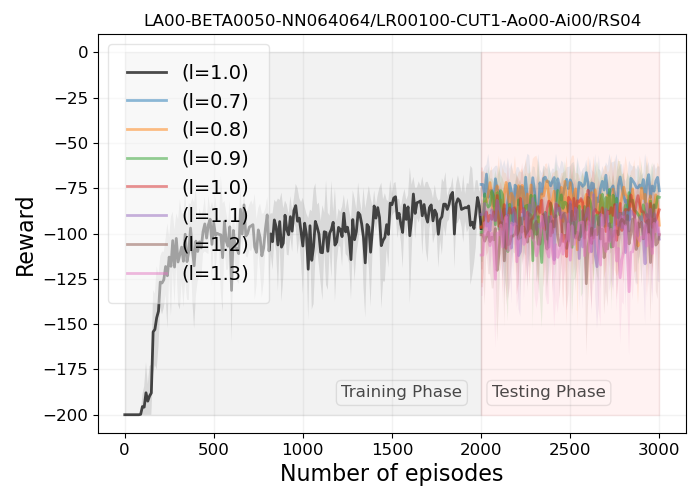 LA00-BETA0050-NN064064/LR00100-CUT1-Ao00-Ai00/RS04
0
−25
−50
−75
−100
−125
−150
−175
−200
Reward
(l=1.0)
(l=0.7)
(l=0.8)
(l=0.9)
(l=1.0)
(l=1.1)
(l=1.2)
(l=1.3)
Training Phase
Testing Phase
0 500 1000 1500 2000 2500 3000
Number of episodes